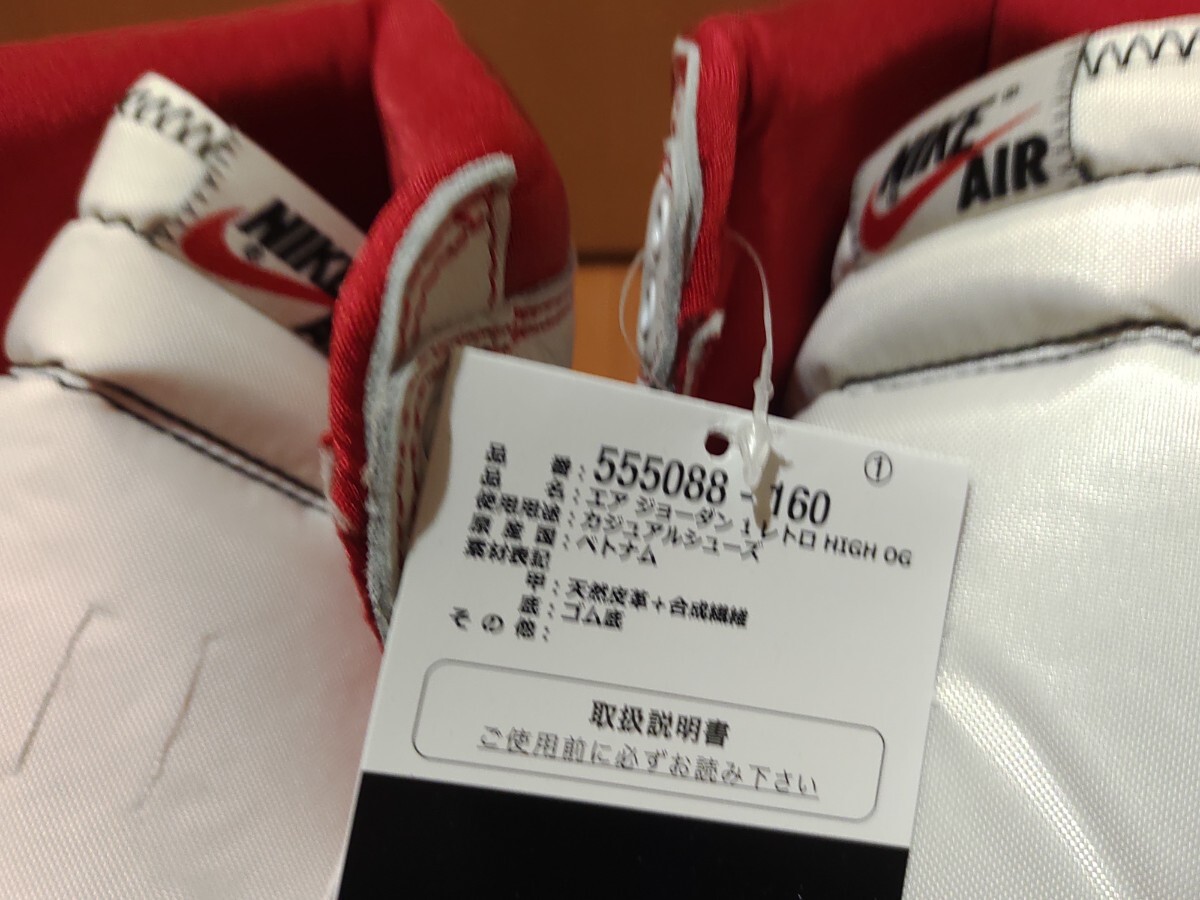 NIKE
®
NIKE®
AIR
①
品番：555088-160
品名：エア ジョーダン 1 レトロ HIGH OG
使用用途：カジュアルシューズ
原産国：ベトナム
素材表記
甲：天然皮革＋合成繊維
底：ゴム底
その他：
取扱説明書
ご使用前に必ずお読み下さい